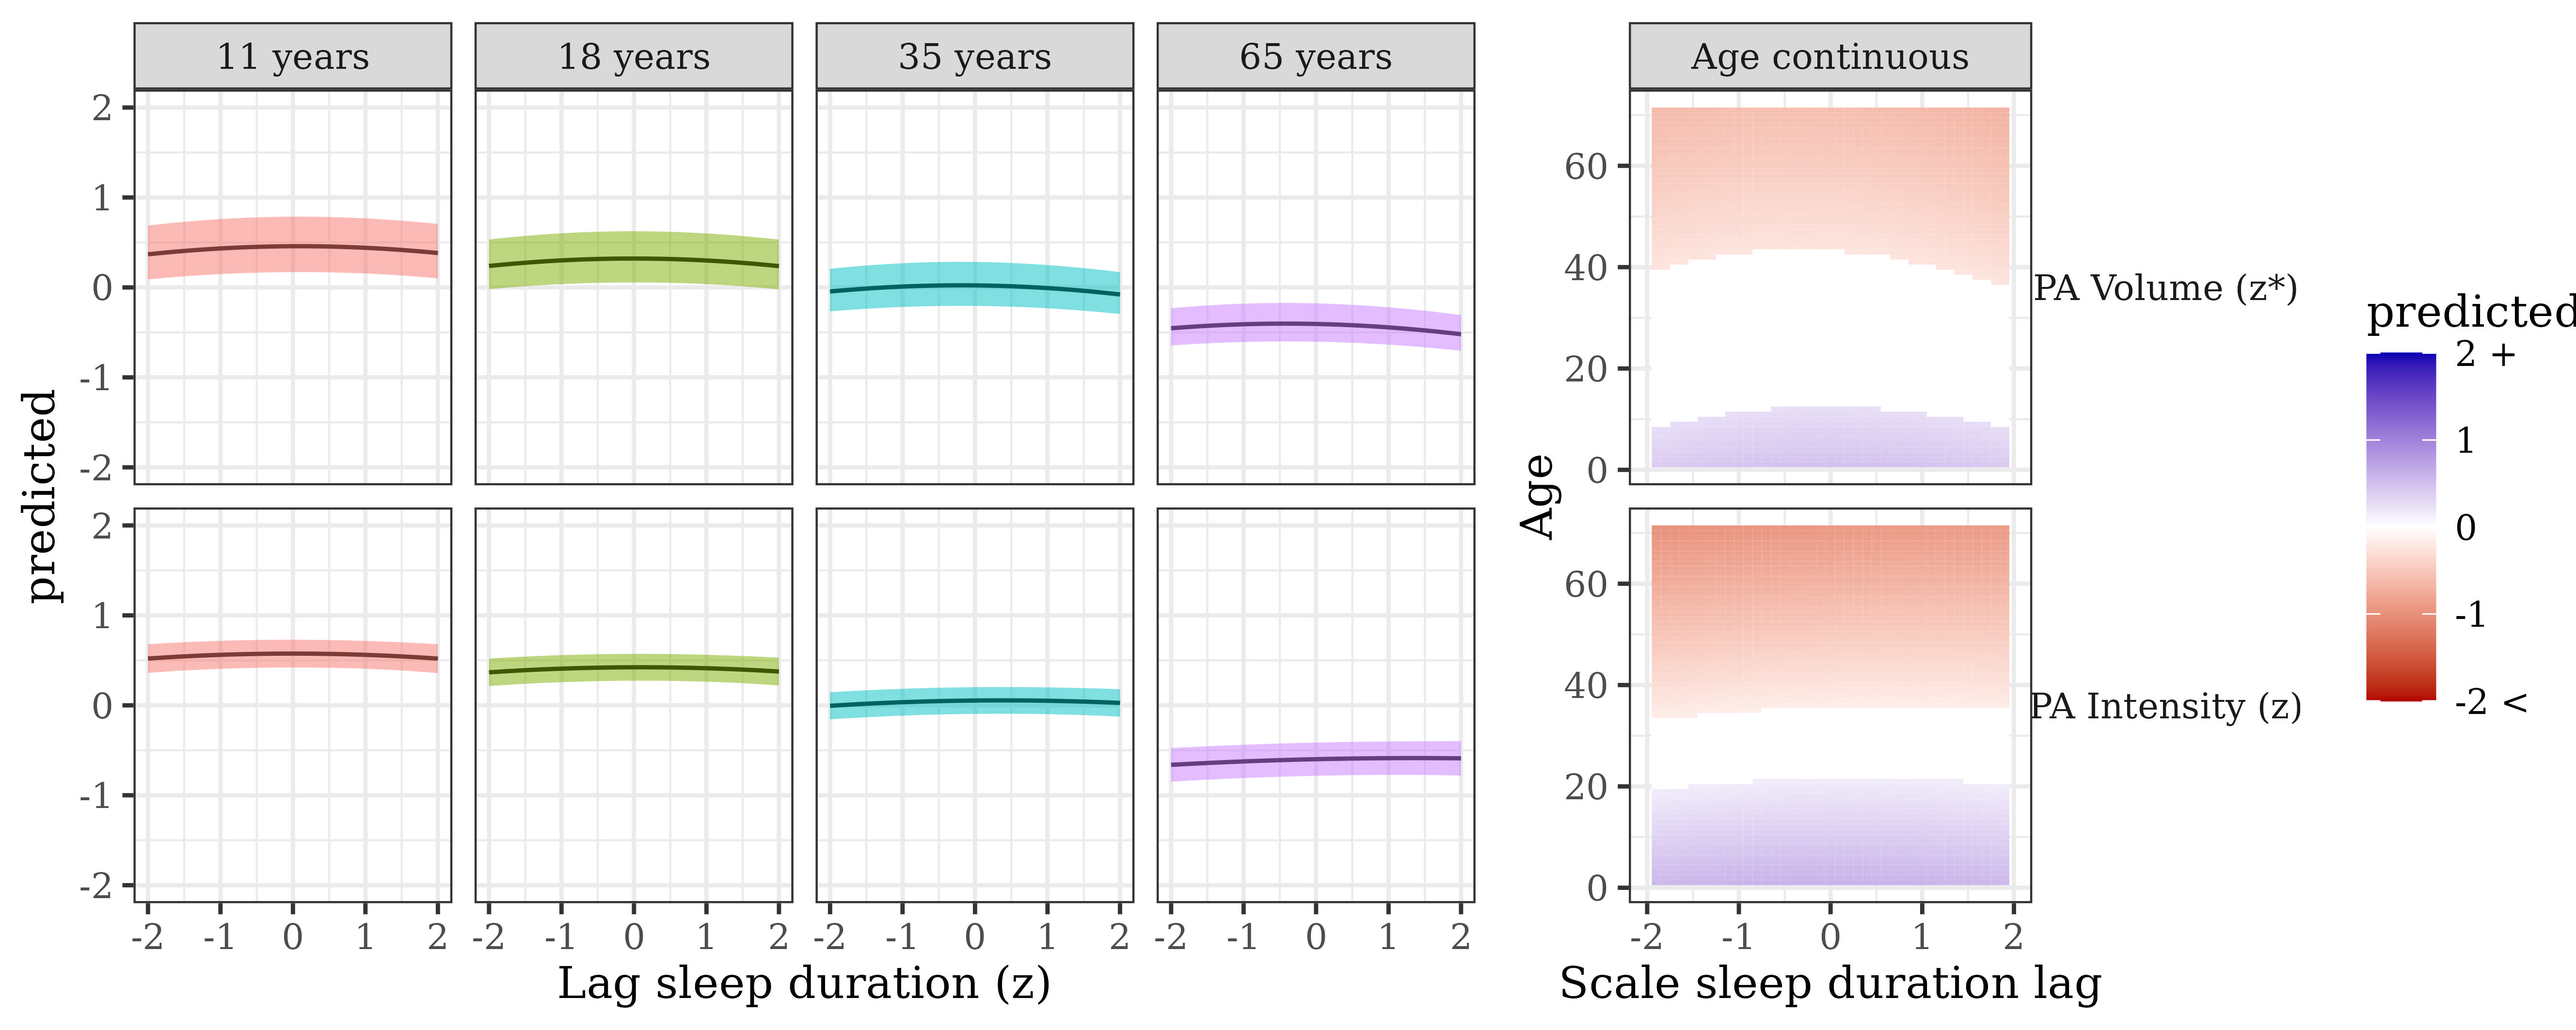 11 years
18 years
35 years
65 years
Age continuous
2
1
0
-1
-2
60
40
20
0
PA Volume (z*)
predicted
2 +
1
0
-1
-2 <
predicted
Age
2
1
0
-1
-2
60
40
20
0
PA Intensity (z)
-2 -1 0 1 2
-2 -1 0 1 2
-2 -1 0 1 2
-2 -1 0 1 2
-2 -1 0 1 2
Lag sleep duration (z)
Scale sleep duration lag